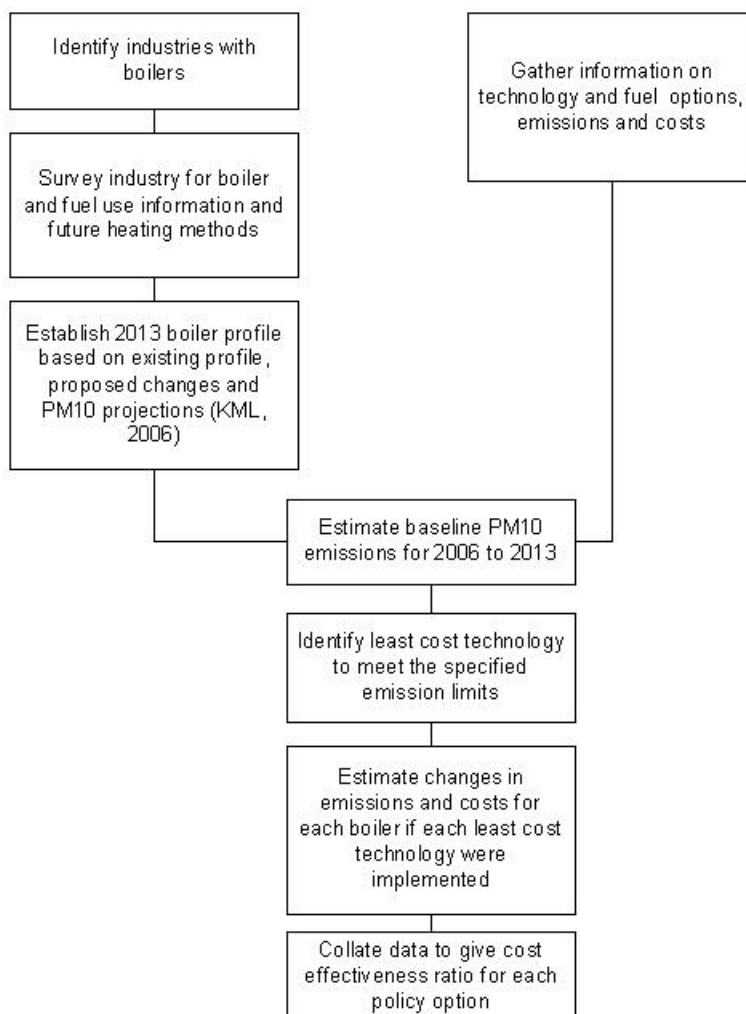 Identify industries with
boilers
Gather information on
technology and fuel options,
emissions and costs
Survey industry for boiler
and fuel use information and
future heating methods
Establish 2013 boiler profile
based on existing profile,
proposed changes and
PM10 projections (KML,
2006)
Estimate baseline PM10
emissions for 2006 to 2013
Identify least cost technology
to meet the specified
emission limits
Estimate changes in
emissions and costs for
each boiler if each least cost
technology were
implemented
Collate data to give cost
effectiveness ratio for each
policy option